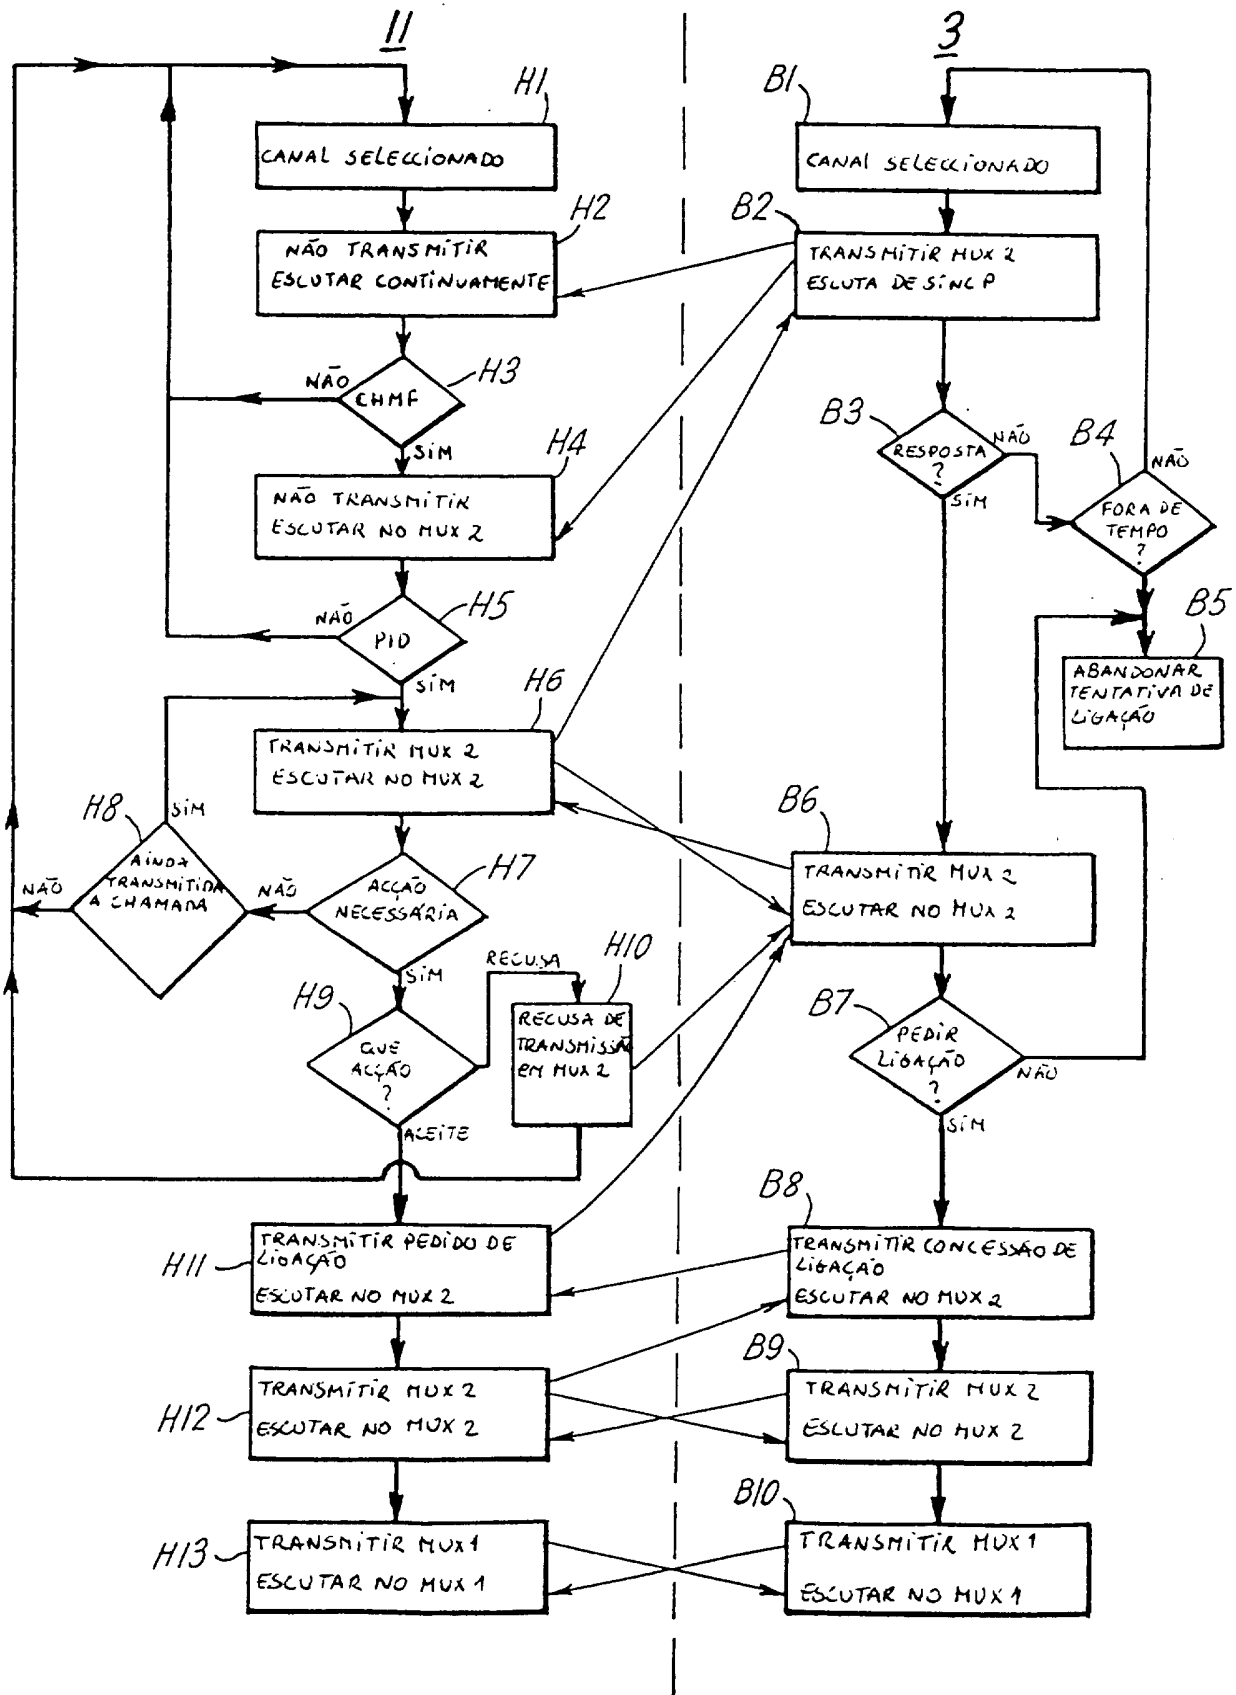 11
H1
CANAL SELECCIONADO
H2
NÃO TRANSMITIR
ESCUTAR CONTINUAMENTE
NÃO
CHMF
H3
SIM
H4
NÃO TRANSMITIR
ESCUTAR NO MUX 2
NÃO
PID
H5
SIM
H6
TRANSMITIR MUX 2
ESCUTAR NO MUX 2
H8
SIM
AINDA
TRANSMITIDA
A CHAMADA
NÃO
NÃO
ACÇÃO
NECESSÁRIA
H7
SIM
H9
QUE
ACÇÃO
?
RECUSA
H10
RECUSA DE
TRANSMISSÃO
EM MUX 2
ACEITE
H11
TRANSMITIR PEDIDO DE
LIGAÇÃO
ESCUTAR NO MUX 2
H12
TRANSMITIR MUX 2
ESCUTAR NO MUX 2
H13
TRANSMITIR MUX 1
ESCUTAR NO MUX 1
3
B1
CANAL SELECCIONADO
B2
TRANSMITIR MUX 2
ESCUTA DE SINC P
B3
RESPOSTA
?
NÃO
SIM
B4
NÃO
FORA DE
TEMPO
?
B5
ABANDONAR
TENTATIVA DE
LIGAÇÃO
B6
TRANSMITIR MUX 2
ESCUTAR NO MUX 2
B7
PEDIR
LIGAÇÃO
?
NÃO
SIM
B8
TRANSMITIR CONCESSÃO DE
LIGAÇÃO
ESCUTAR NO MUX 2
B9
TRANSMITIR MUX 2
ESCUTAR NO MUX 2
B10
TRANSMITIR MUX 1
ESCUTAR NO MUX 1